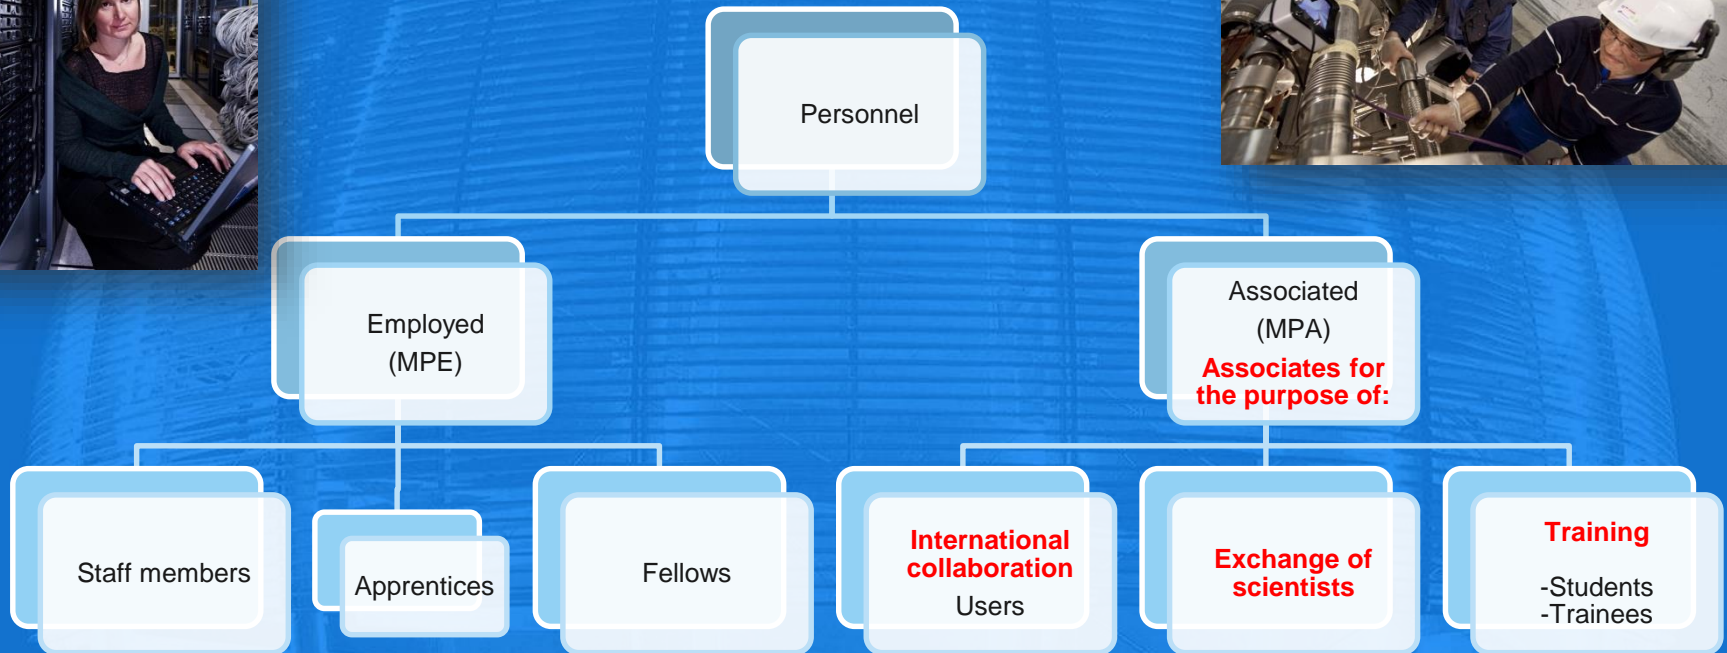 Personnel
Employed
(MPE)
Associated
(MPA)
Associates for
the purpose of:
Staff members
Apprentices
Fellows
International
collaboration
Users
Exchange of
scientists
Training
-Students
-Trainees